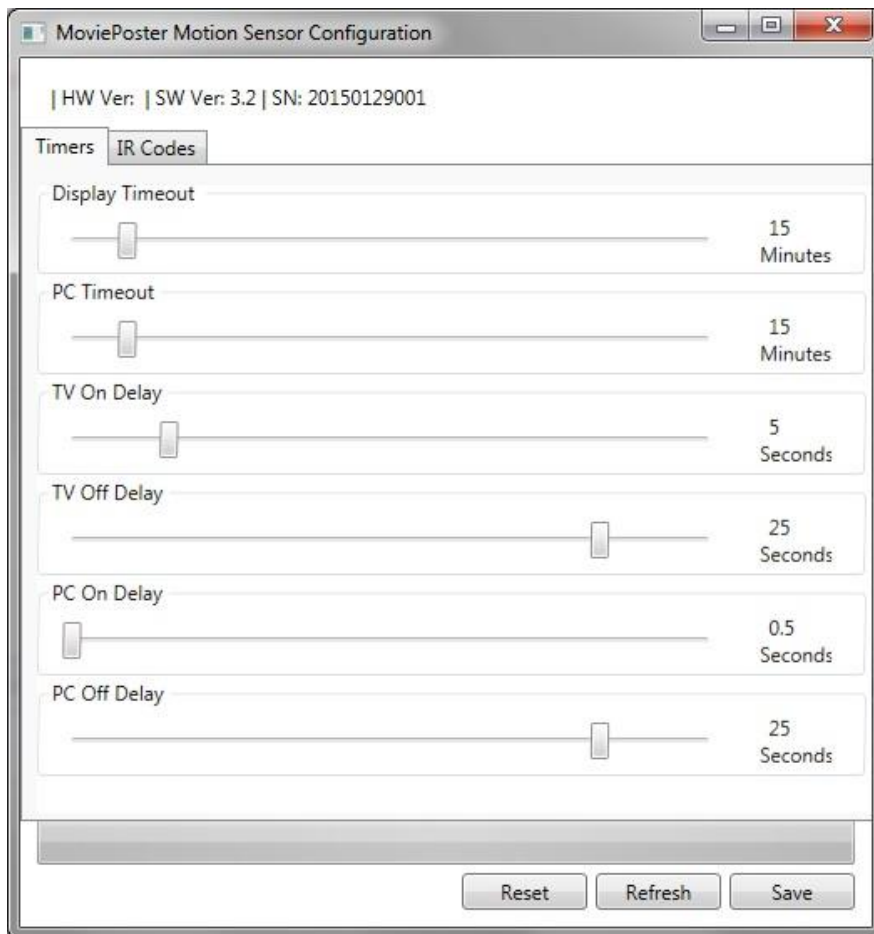 MoviePoster Motion Sensor Configuration
| HW Ver: | SW Ver: 3.2 | SN: 20150129001
Timers IR Codes
Display Timeout
15
Minutes
PC Timeout
15
Minutes
TV On Delay
5
Seconds
TV Off Delay
25
Seconds
PC On Delay
0.5
Seconds
PC Off Delay
25
Seconds
Reset Refresh Save